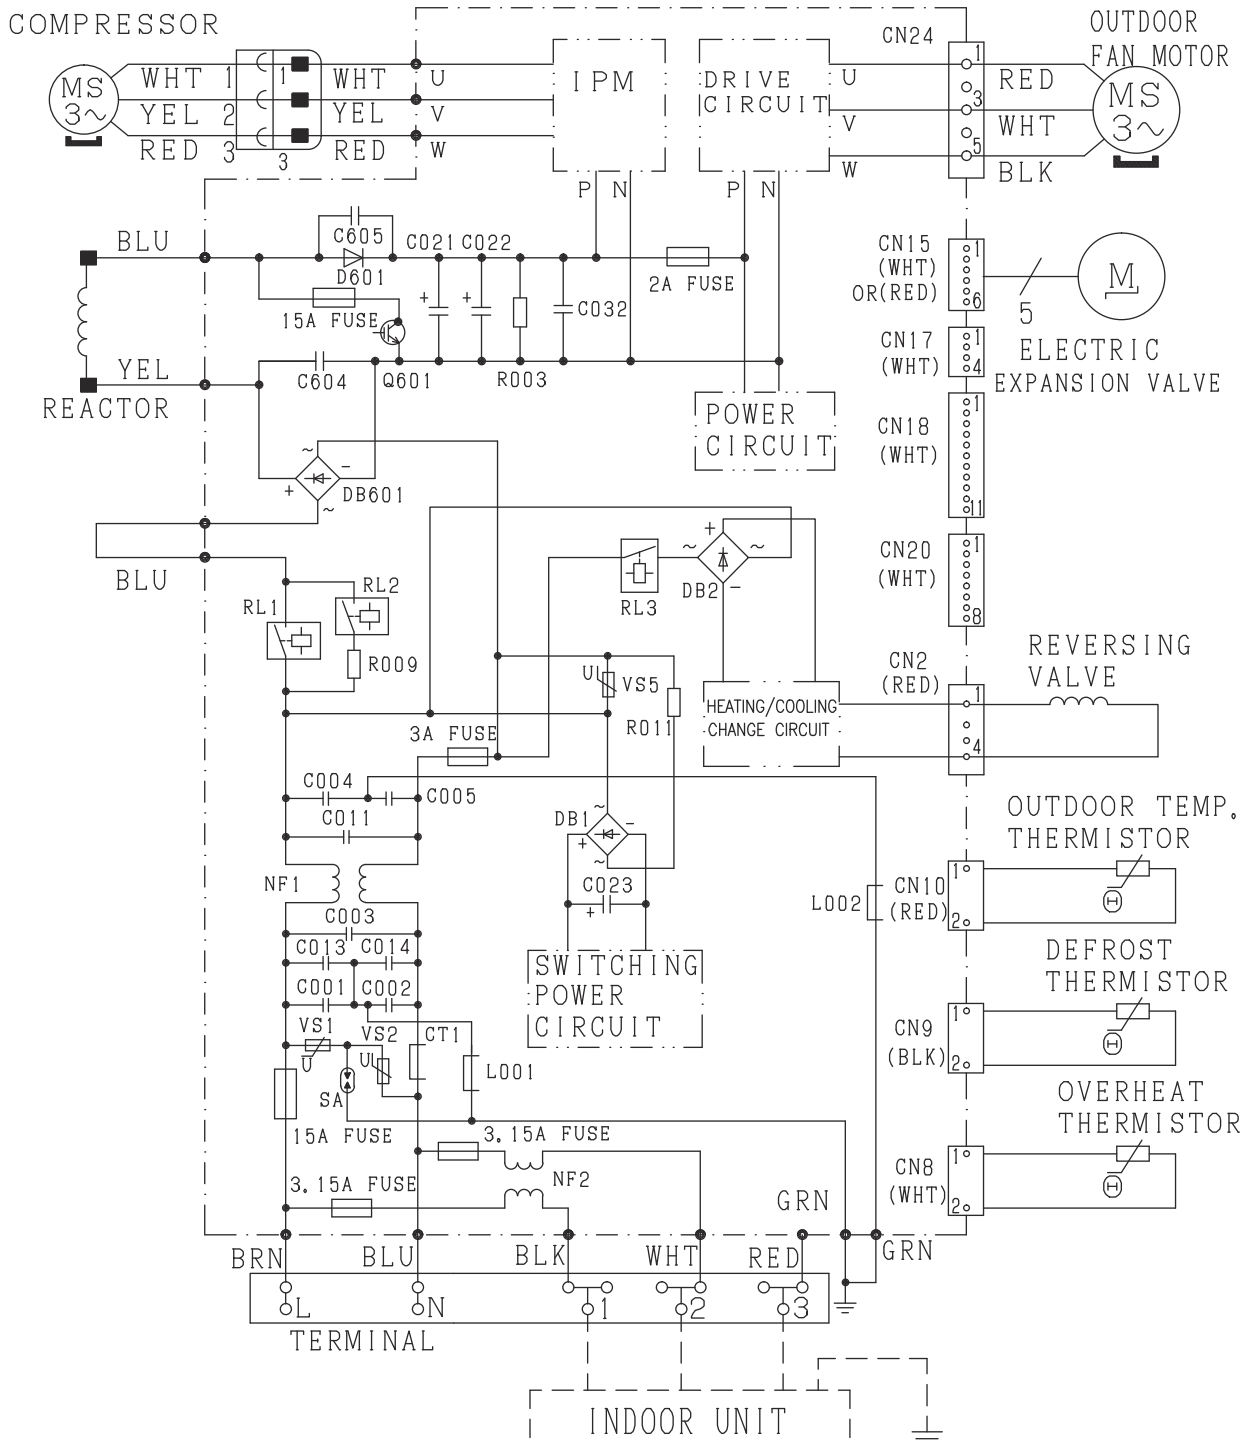 COMPRESSOR
OUTDOOR
FAN MOTOR
CN24
MS
3~
WHT 1 1 WHT U
YEL 2 YEL V
RED 3 3 RED W
IPM
P N
DRIVE
CIRCUIT
P N
U
V
W
1
3
5
RED
WHT
BLK
MS
3~
BLU
C605
D601
C021
C022
15A FUSE
Q601
C604
R003
C032
2A FUSE
YEL
REACTOR
CN15
(WHT)
OR(RED)
1
6
5
M
ELECTRIC
EXPANSION VALVE
CN17
(WHT)
1
4
POWER
CIRCUIT
CN18
(WHT)
1
11
~
+
-
~
DB601
BLU
CN20
(WHT)
1
8
RL1
RL2
R009
RL3
+
~
~
-
DB2
U
VS5
R011
3A FUSE
HEATING/COOLING
CHANGE CIRCUIT
CN2
(RED)
1
4
REVERSING
VALVE
C004
C005
C011
NF1
DB1
~
-
+
~
C023
+
SWITCHING
POWER
CIRCUIT
L002
CN10
(RED)
1
2
OUTDOOR TEMP.
THERMISTOR
Θ
C003
C013
C014
C001
C002
VS1
U
VS2
U
CT1
SA
L001
15A FUSE
3.15A FUSE
3.15A FUSE
NF2
CN9
(BLK)
1
2
DEFROST
THERMISTOR
Θ
CN8
(WHT)
1
2
OVERHEAT
THERMISTOR
Θ
GRN
GRN
BRN
BLU
BLK
WHT
RED
L
N
1
2
3
TERMINAL
INDOOR UNIT